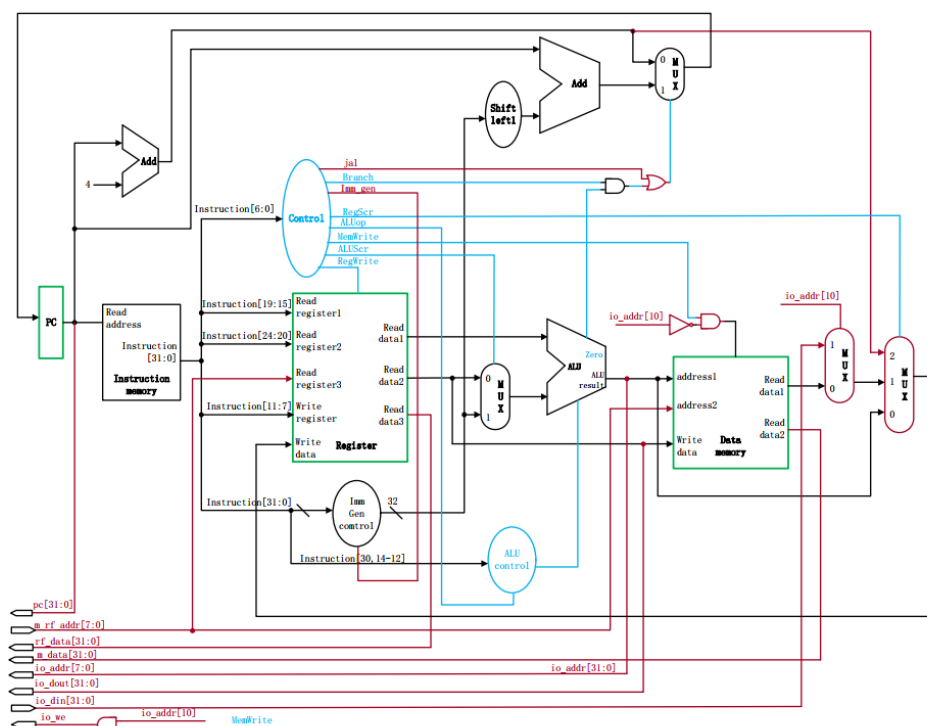 M
U
X
0
1
Add
Shift
left1
Add
4
jal
Branch
Imm_gen
Instruction[6:0]
Control
RegScr
ALUop
MemWrite
ALUScr
RegWrite
PC
Read
address
Instruction
[31:0]
Instruction
memory
Instruction[19:15]
Read
register1
Instruction[24:20]
Read
register2
Read
register3
Instruction[11:7]
Write
register
Write
data
Register
Read
data1
Read
data2
Read
data3
0
1
M
U
X
Zero
ALU
ALU
result
io_addr[10]
io_addr[10]
address1
address2
Write
data
Data
memory
Read
data1
Read
data2
1
0
M
U
X
2
1
0
M
U
X
Instruction[31:0]
Imm
Gen
comtrol
32
Instruction[30,14-12]
ALU
control
pc[31:0]
m_rf_addr[7:0]
rf_data[31:0]
m_data[31:0]
io_addr[7:0]
io_addr[31:0]
io_dout[31:0]
io_din[31:0]
io_we
io_addr[10]
MemWrite